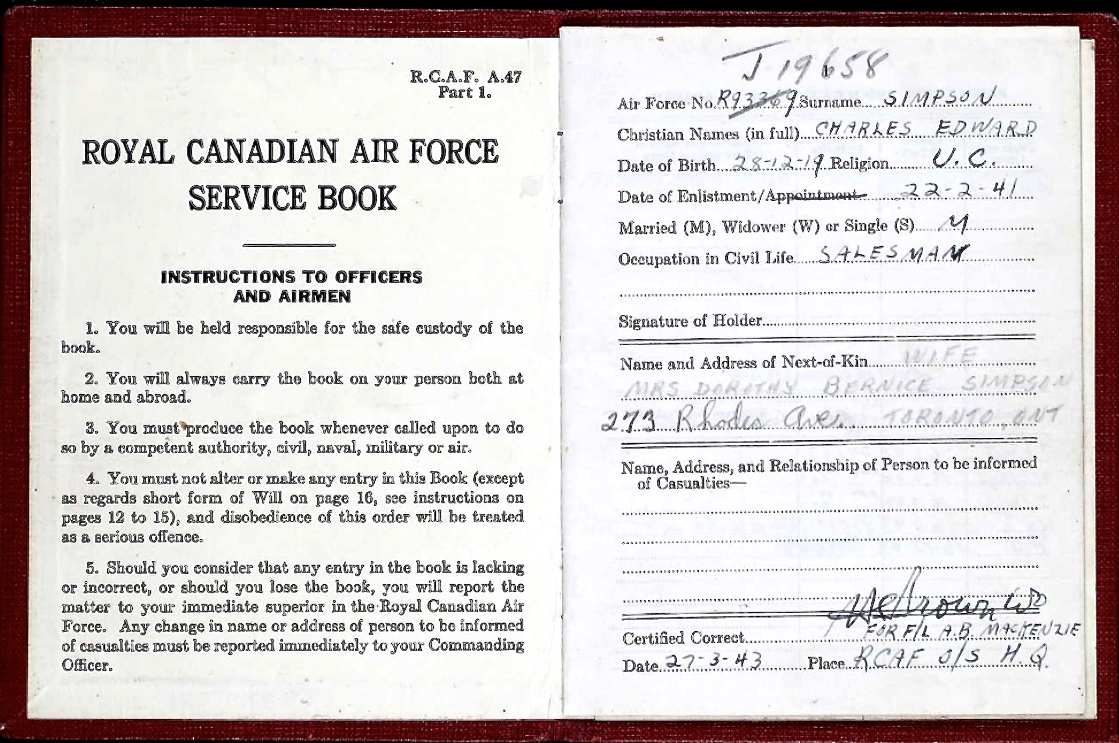 R.C.A.F. A.47
Part 1.
ROYAL CANADIAN AIR FORCE
SERVICE BOOK
INSTRUCTIONS TO OFFICERS
AND AIRMEN
1. You will be held responsible for the safe custody of the
book.
2. You will always carry the book on your person both at
home and abroad.
3. You must produce the book whenever called upon to do
so by a competent authority, civil, naval, military or air.
4. You must not alter or make any entry in this Book (except
as regards short form of Will on page 16, see instructions on
pages 12 to 15), and disobedience of this order will be treated
as a serious offence.
5. Should you consider that any entry in the book is lacking
or incorrect, or should you lose the book, you will report the
matter to your immediate superior in the Royal Canadian Air
Force. Any change in name or address of person to be informed
of casualties must be reported immediately to your Commanding
Officer.
J 19658
Air Force No. R93369 Surname SIMPSON
Christian Names (in full) CHARLES EDWARD
Date of Birth 28-12-19 Religion U.C.
Date of Enlistment/Appointment 22-2-41
Married (M), Widower (W) or Single (S) M
Occupation in Civil Life SALESMAN
Signature of Holder
Name and Address of Next-of-Kin WIFE
MRS DOROTHY BERNICE SIMPSON
273 Rhodes Ave. TORONTO, ONT
Name, Address, and Relationship of Person to be informed
of Casualties—
Brown
Certified Correct FOR F/L A.B. MACKENZIE
Date 27-3-43 Place RCAF O/S H.Q.